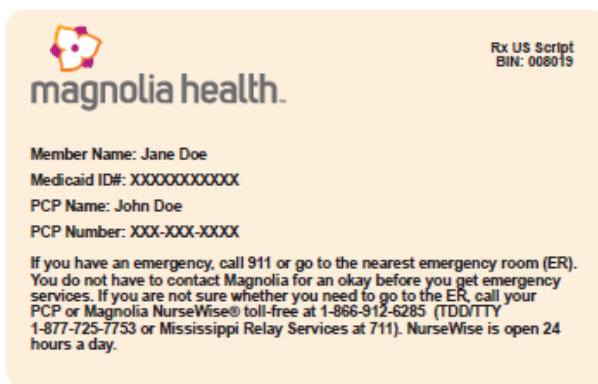 magnolia health™
Rx US Script
BIN: 008019
Member Name: Jane Doe
Medicaid ID#: XXXXXXXXXXX
PCP Name: John Doe
PCP Number: XXX-XXX-XXXX
If you have an emergency, call 911 or go to the nearest emergency room (ER).
You do not have to contact Magnolia for an okay before you get emergency
services. If you are not sure whether you need to go to the ER, call your
PCP or Magnolia NurseWise® toll-free at 1-866-912-6285 (TDD/TTY
1-877-725-7753 or Mississippi Relay Services at 711). NurseWise is open 24
hours a day.